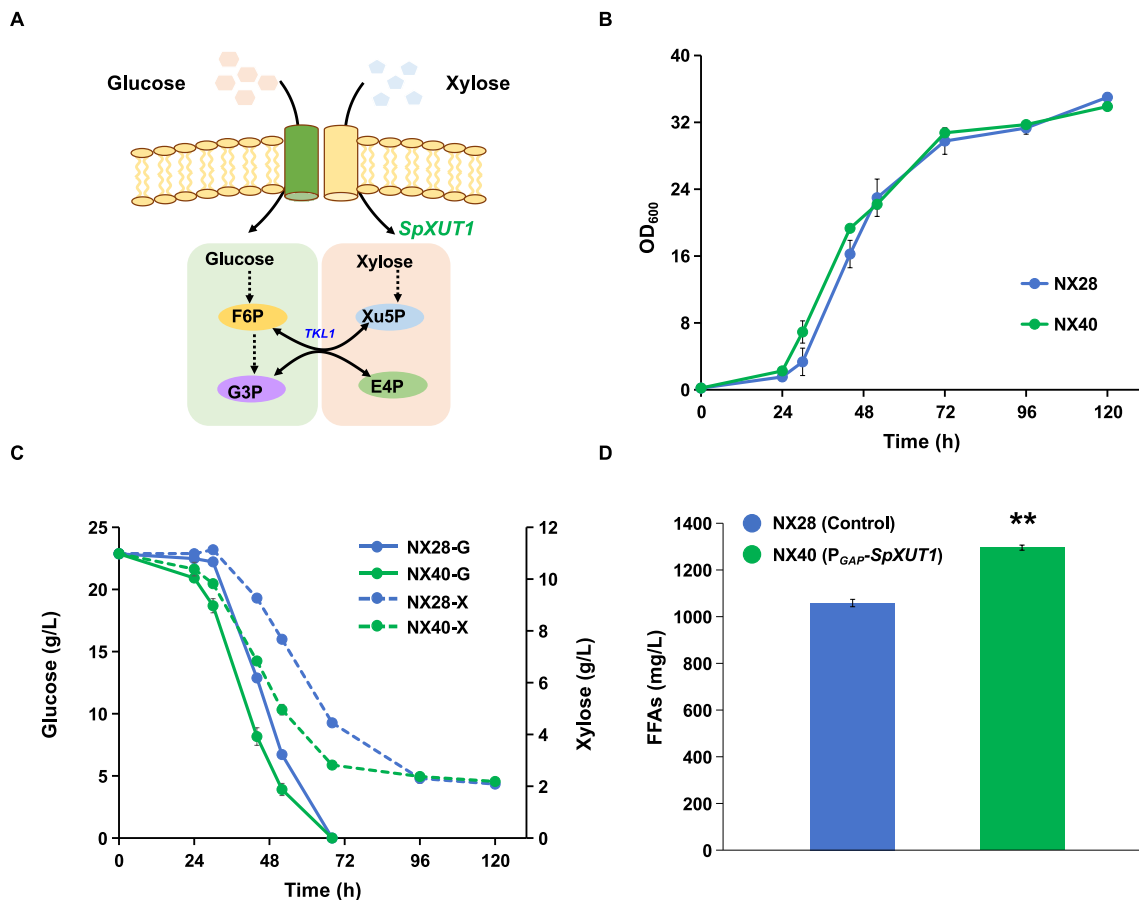 A
Glucose
Xylose
SpXUT1
Glucose
Xylose
F6P
TKL1
Xu5P
G3P
E4P
B
40
32
24
16
8
0
OD600
NX28
NX40
0 24 48 72 96 120
Time (h)
C
25
20
15
10
5
0
Glucose (g/L)
NX28-G
NX40-G
NX28-X
NX40-X
12
10
8
6
4
2
0
Xylose (g/L)
0 24 48 72 96 120
Time (h)
D
NX28 (Control)
NX40 (PGAP-SpXUT1)
**
1400
1200
1000
800
600
400
200
0
FFAs (mg/L)